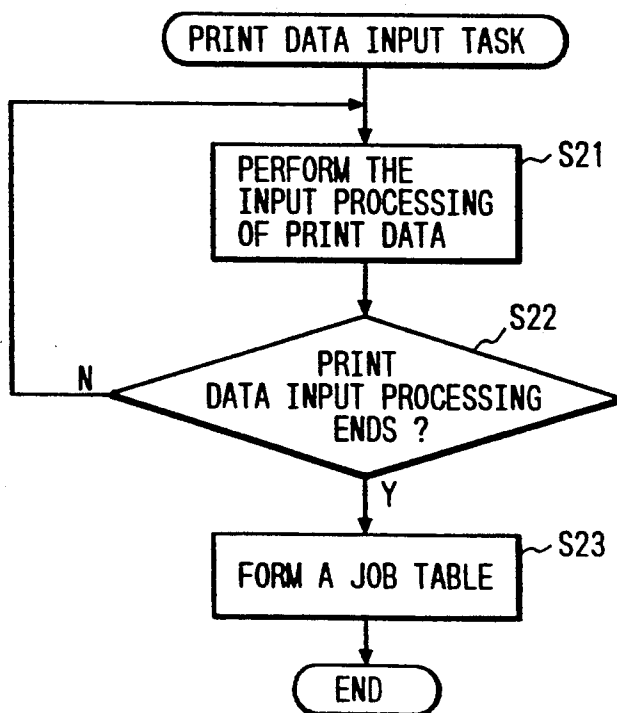 PRINT DATA INPUT TASK
PERFORM THE
INPUT PROCESSING
OF PRINT DATA
S21
S22
PRINT
DATA INPUT PROCESSING
ENDS ?
N
Y
S23
FORM A JOB TABLE
END